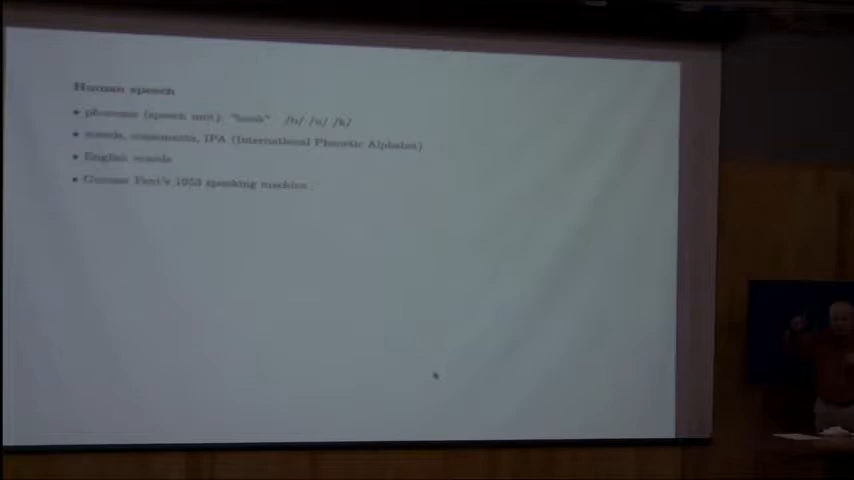 Human speech
• phoneme (speech unit): "book" /b/ /u/ /k/
• vowels, consonants, IPA (International Phonetic Alphabet)
• English vowels
• Gunnar Fant's 1953 speaking machine.